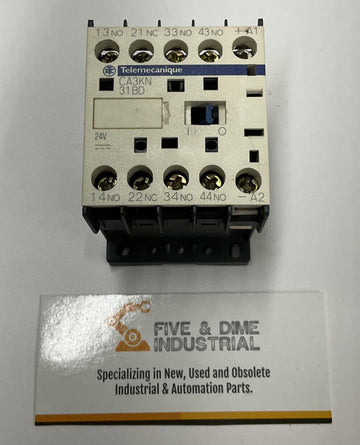 13NO 21NC 33NO 43NO ++A1
Telemecanique
CA3KN
31BD
I O
24V
14NO 22NC 34NO 44NO -A2
FIVE & DIME
INDUSTRIAL
Specializing in New, Used and Obsolete
Industrial & Automation Parts.